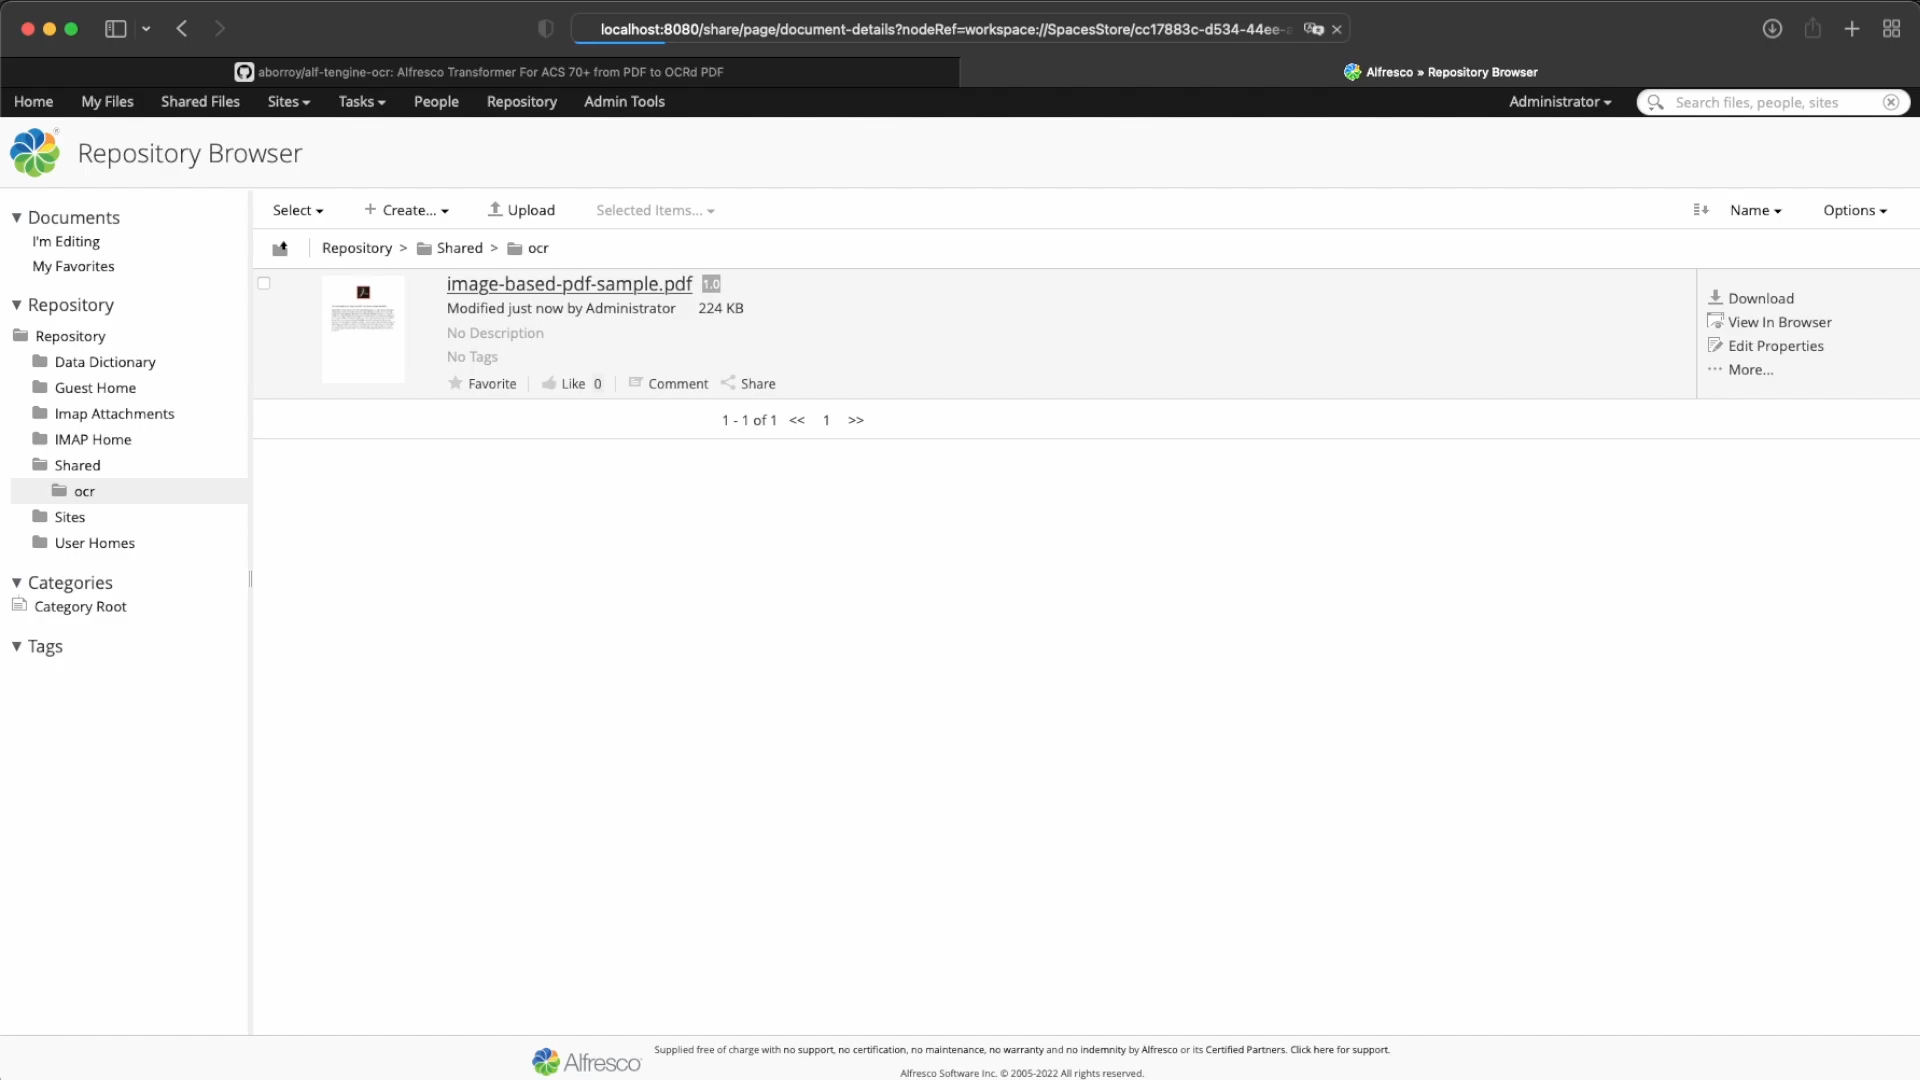 localhost:8080/share/page/document-details?nodeRef=workspace://SpacesStore/cc17883c-d534-44ee-a
aborroy/alf-tengine-ocr: Alfresco Transformer For ACS 70+ from PDF to OCRd PDF
Alfresco » Repository Browser
Home My Files Shared Files Sites Tasks People Repository Admin Tools Administrator Search files, people, sites
Repository Browser
Documents
I'm Editing
My Favorites
Repository
Repository
Data Dictionary
Guest Home
Imap Attachments
IMAP Home
Shared
ocr
Sites
User Homes
Categories
Category Root
Tags
Select + Create... Upload Selected Items... Name Options
Repository > Shared > ocr
image-based-pdf-sample.pdf 1.0
Modified just now by Administrator 224 KB
No Description
No Tags
Favorite Like 0 Comment Share
Download
View In Browser
Edit Properties
More...
1 - 1 of 1 << 1 >>
Alfresco
Supplied free of charge with no support, no certification, no maintenance, no warranty and no indemnity by Alfresco or its Certified Partners. Click here for support.
Alfresco Software Inc. © 2005-2022 All rights reserved.